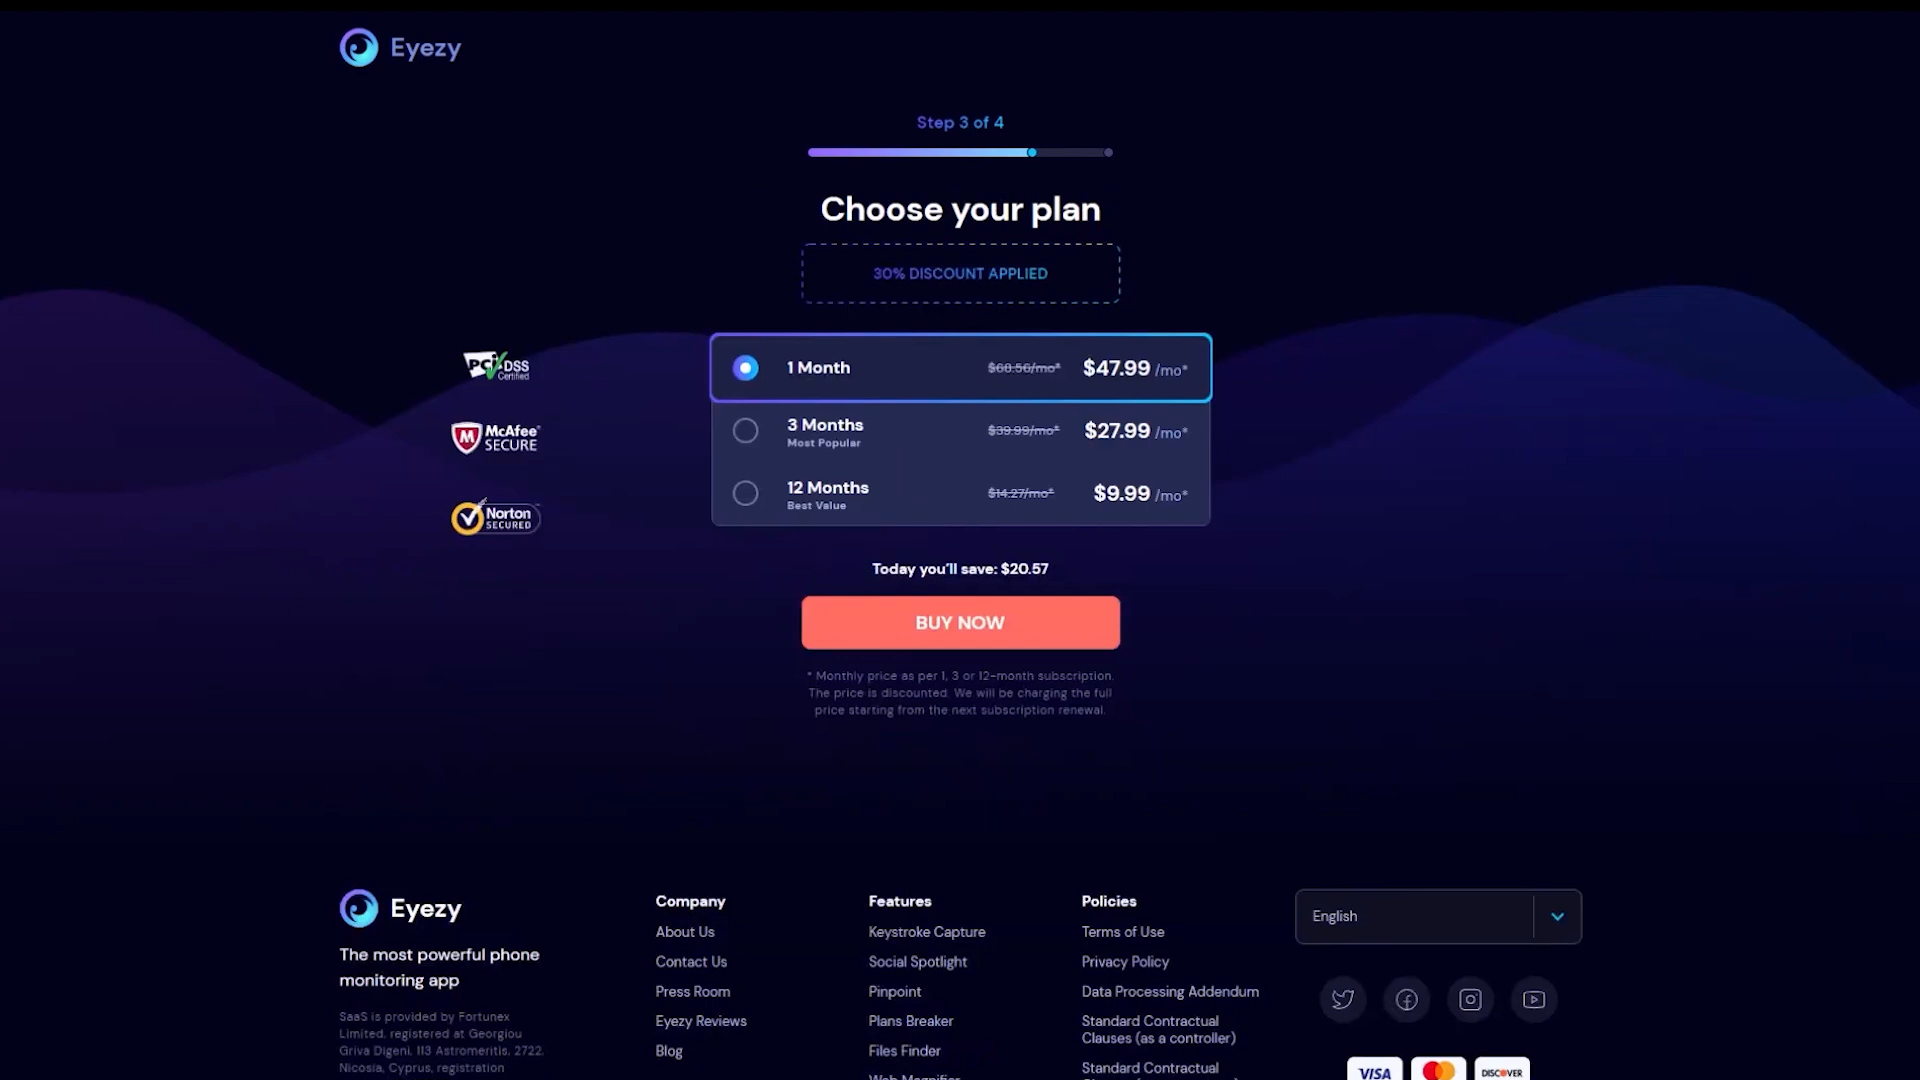 Eyezy
Step 3 of 4
Choose your plan
30% DISCOUNT APPLIED
PCI DSS
Certified
McAfee
SECURE
Norton
SECURED
1 Month $68.56/mo* $47.99 /mo*
3 Months $39.99/mo* $27.99 /mo*
Most Popular
12 Months $14.27/mo* $9.99 /mo*
Best Value
Today you'll save: $20.57
BUY NOW
* Monthly price as per 1, 3 or 12-month subscription.
The price is discounted. We will be charging the full
price starting from the next subscription renewal.
Eyezy
The most powerful phone
monitoring app
SaaS is provided by Fortunex
Limited, registered at Georgiou
Griva Digeni, 113 Astromeritis, 2722,
Nicosia, Cyprus, registration
Company
About Us
Contact Us
Press Room
Eyezy Reviews
Blog
Features
Keystroke Capture
Social Spotlight
Pinpoint
Plans Breaker
Files Finder
Web Magnifier
Policies
Terms of Use
Privacy Policy
Data Processing Addendum
Standard Contractual
Clauses (as a controller)
Standard Contractual
English
VISA
DISCOVER